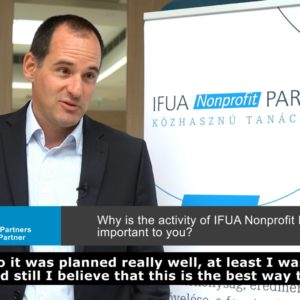 IFUA Nonprofit PAR
KÖZHASZNÚ TANÁC
Why is the activity of IFUA Nonprofit
important to you?
Partners
Partner
o it was planned really well, at least I wa
d still I believe that this is the best way t